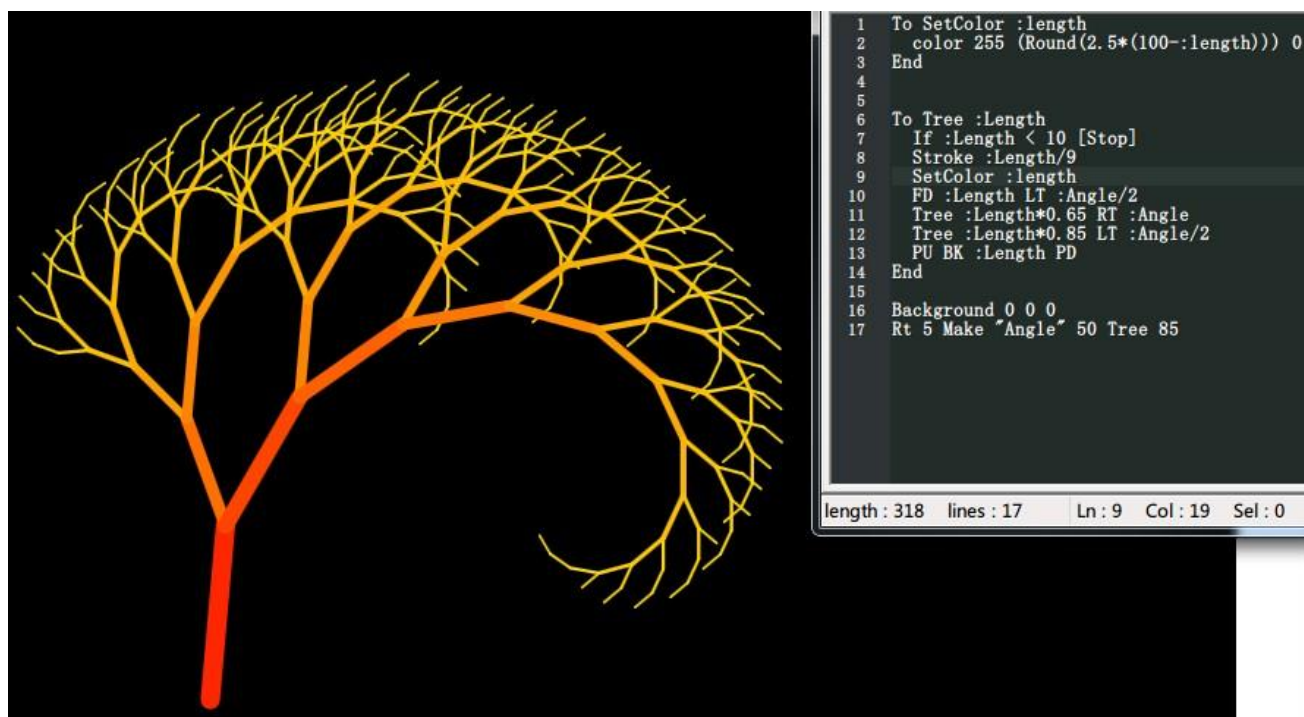 1 To SetColor :length
2 color 255 (Round(2.5*(100-:length))) 0
3 End
4
5
6 To Tree :Length
7 If :Length < 10 [Stop]
8 Stroke :Length/9
9 SetColor :length
10 FD :Length LT :Angle/2
11 Tree :Length*0.65 RT :Angle
12 Tree :Length*0.85 LT :Angle/2
13 PU BK :Length PD
14 End
15
16 Background 0 0 0
17 Rt 5 Make "Angle" 50 Tree 85
length : 318 lines : 17 Ln : 9 Col : 19 Sel : 0